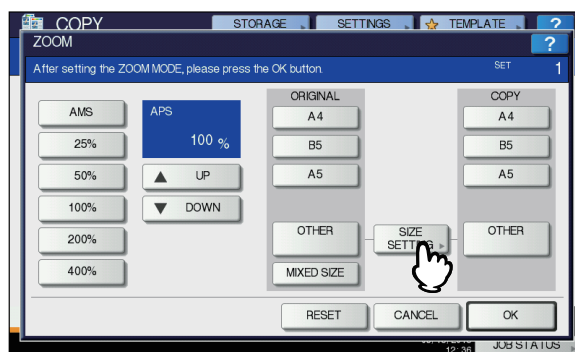 COPY
STORAGE SETTINGS TEMPLATE ?
ZOOM ?
After setting the ZOOM MODE, please press the OK button. SET 1
ORIGINAL COPY
AMS APS A4 A4
25% 100 % B5 B5
50% UP A5 A5
100% DOWN
200% OTHER SIZE OTHER
SETTING
400% MIXED SIZE
RESET CANCEL OK
12:36 JOB STATUS